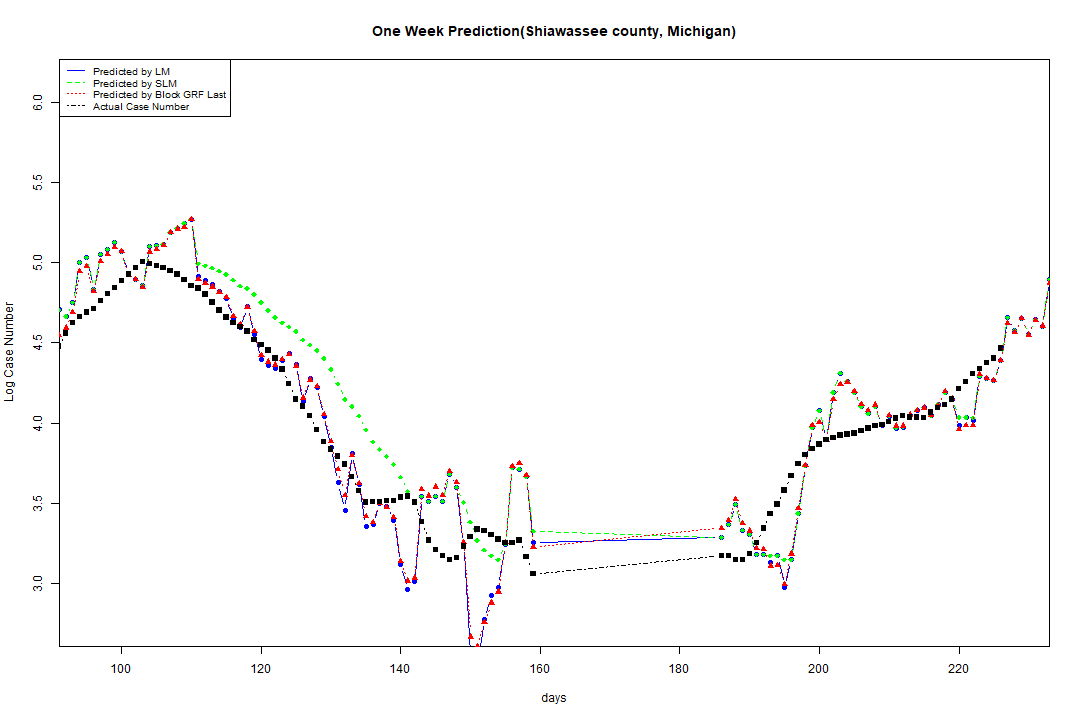 One Week Prediction(Shiawassee county, Michigan)
Predicted by LM
Predicted by SLM
Predicted by Block GRF Last
Actual Case Number
6.0
5.5
5.0
4.5
4.0
3.5
3.0
Log Case Number
100 120 140 160 180 200 220
days